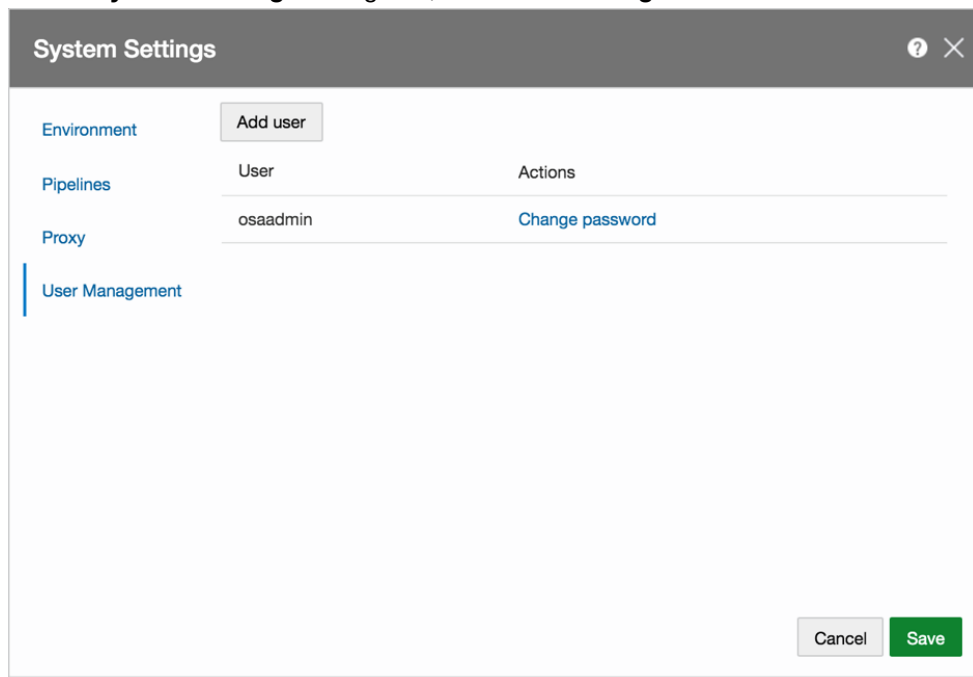 System Settings
?
Environment
Add user
User
Actions
Pipelines
osaadmin
Change password
Proxy
User Management
Cancel
Save